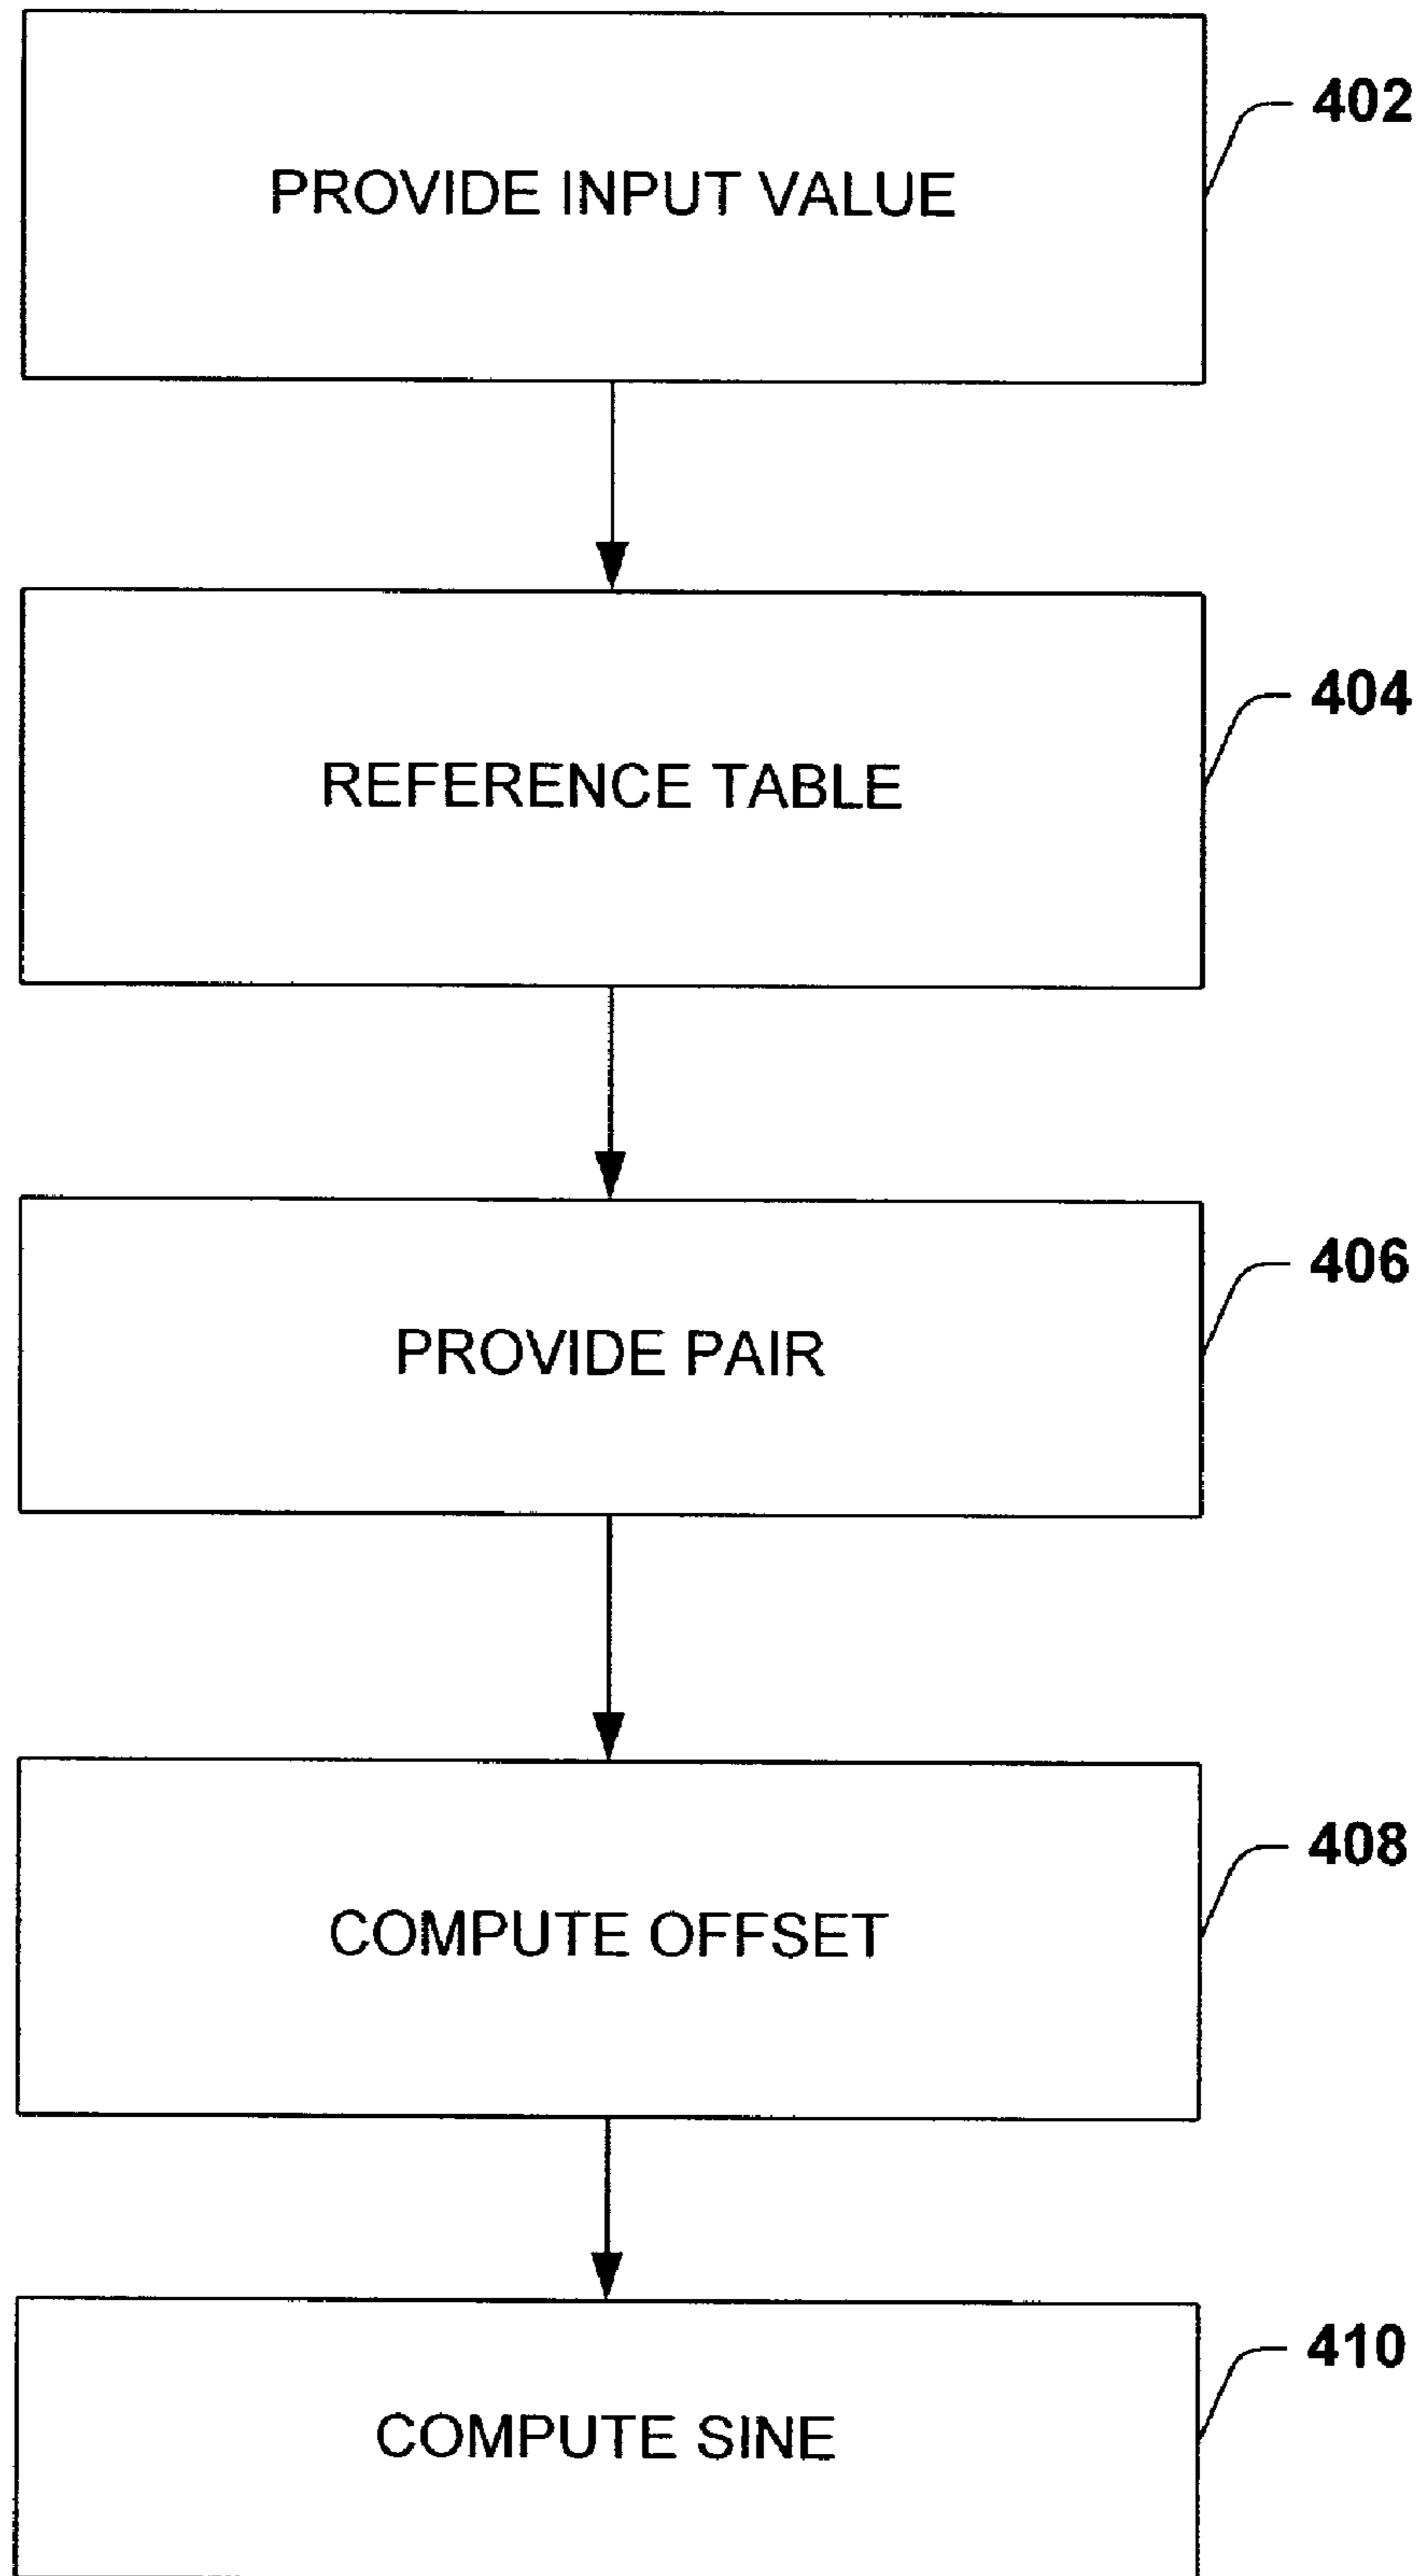 PROVIDE INPUT VALUE
402
REFERENCE TABLE
404
PROVIDE PAIR
406
COMPUTE OFFSET
408
COMPUTE SINE
410